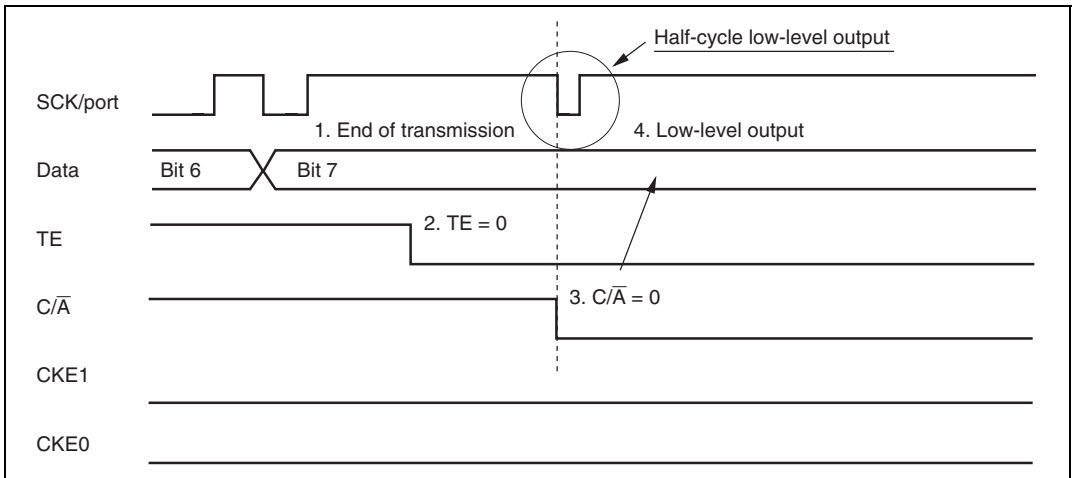 Half-cycle low-level output
SCK/port
1. End of transmission
4. Low-level output
Data
Bit 6
Bit 7
TE
2. TE = 0
C/A̅
3. C/A̅ = 0
CKE1
CKE0